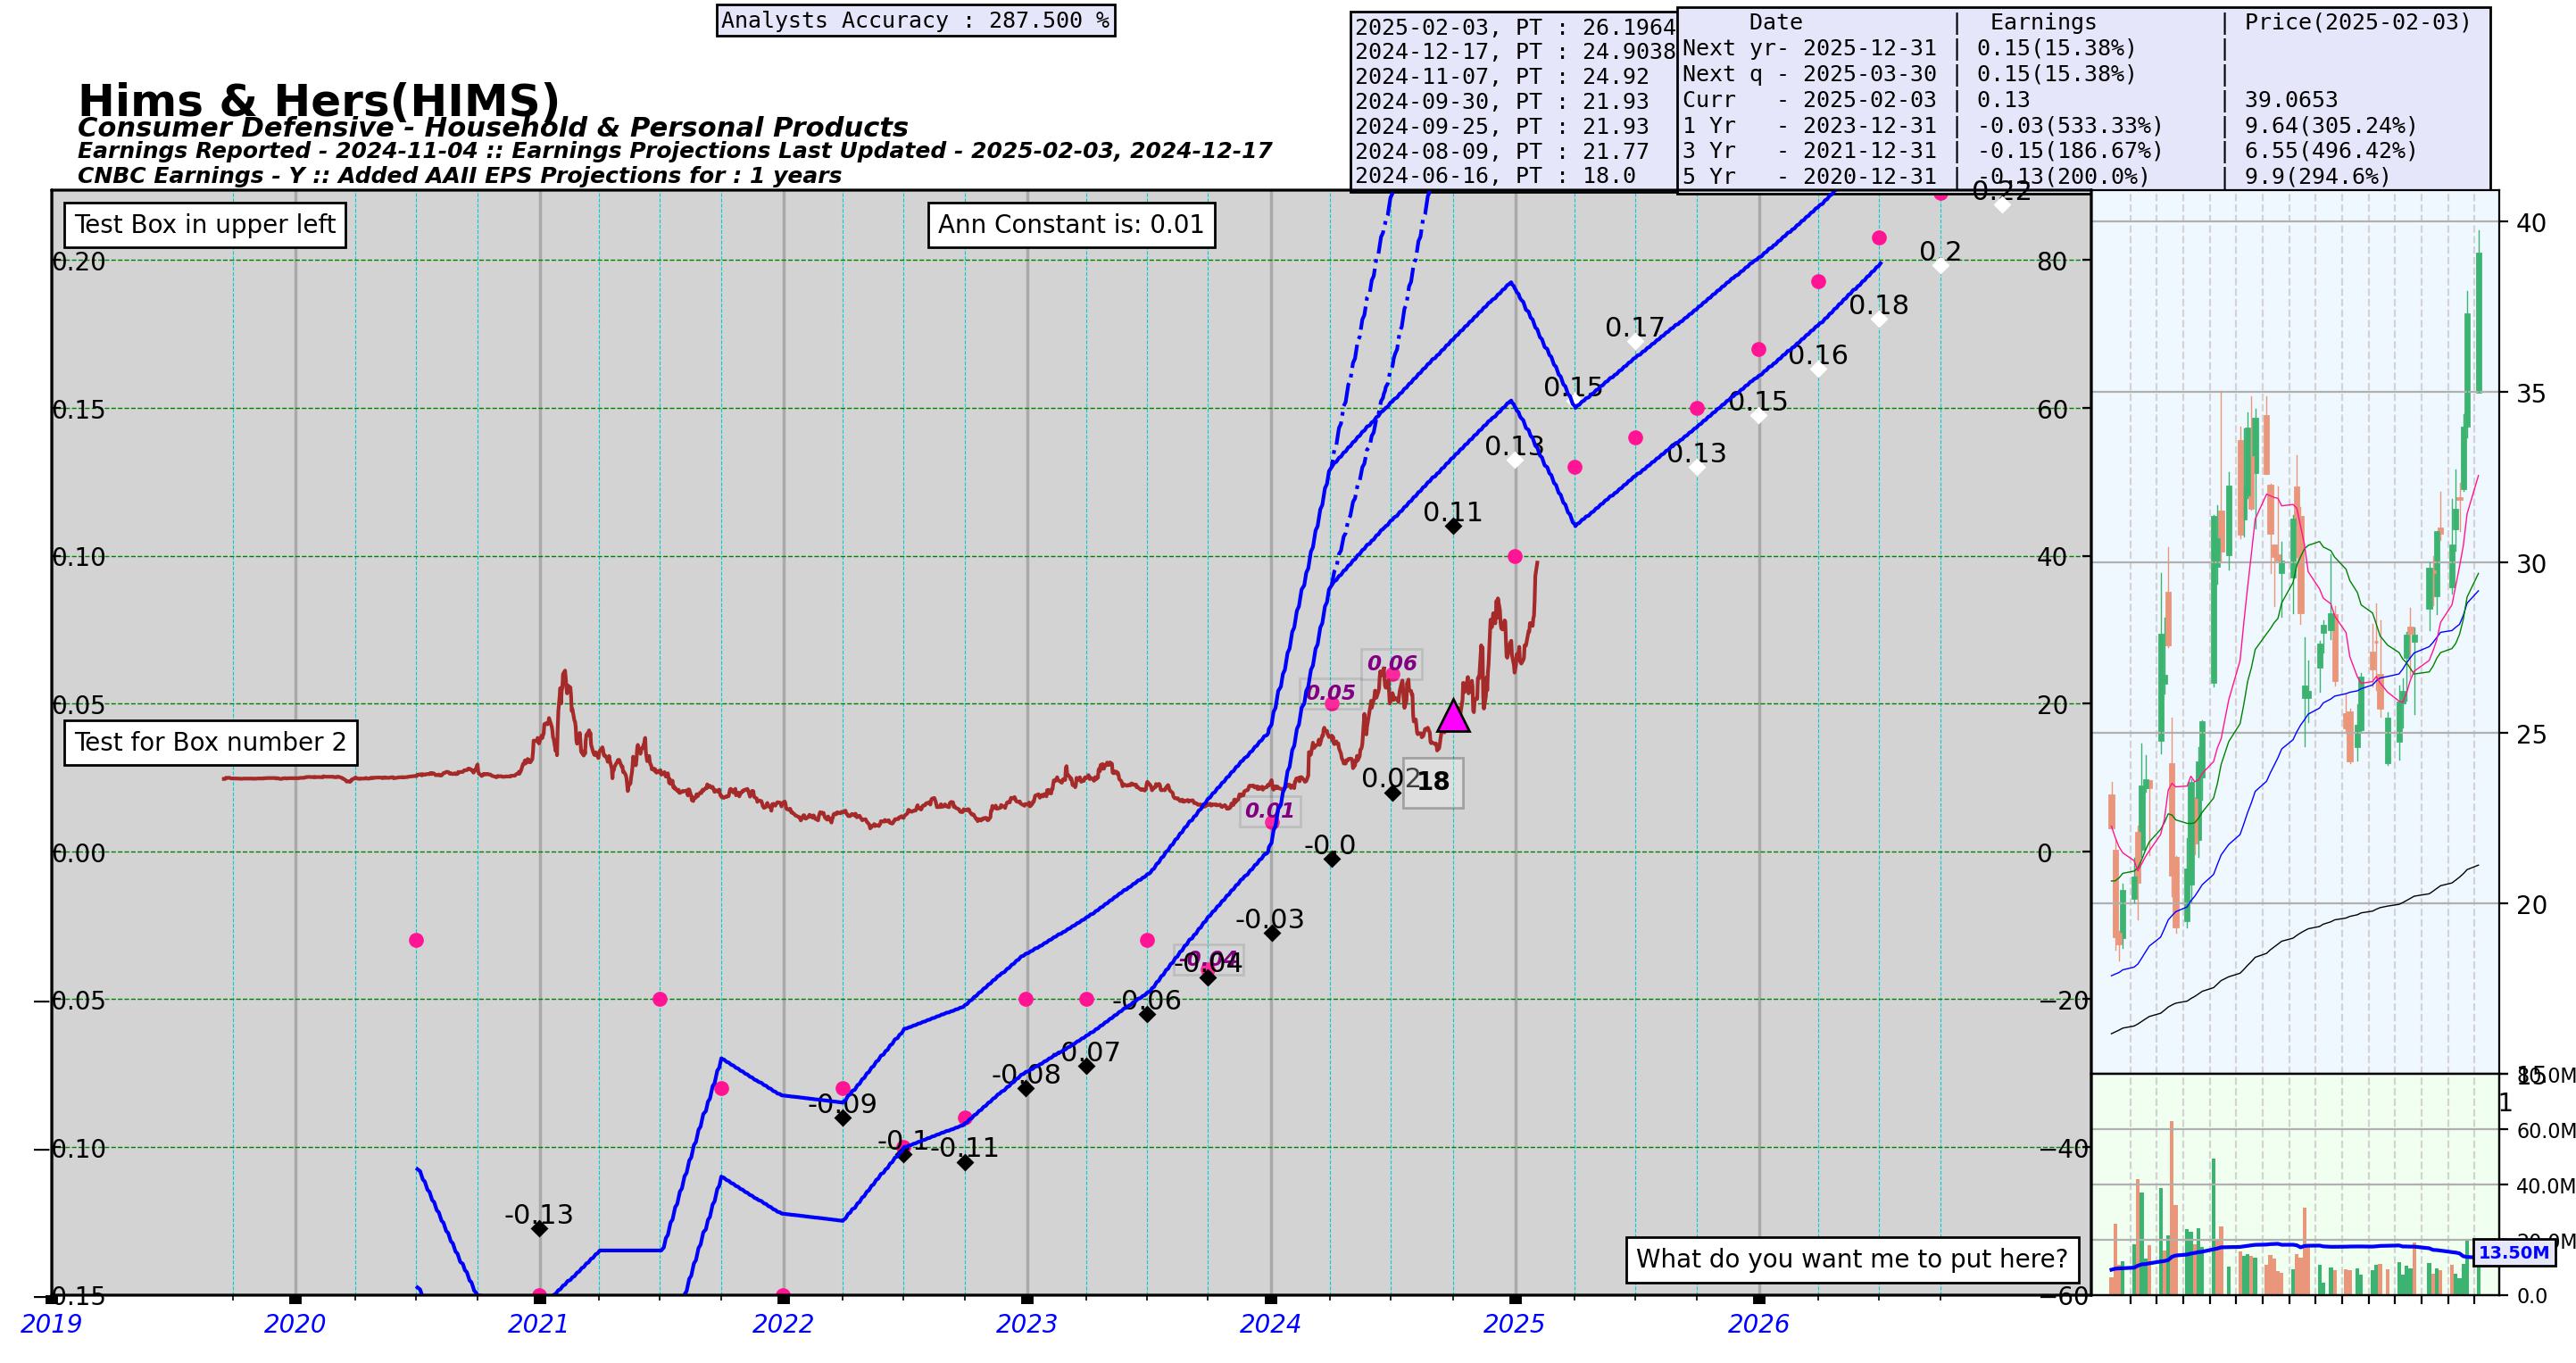 Analysts Accuracy : 287.500 %
2025-02-03, PT : 26.1964
2024-12-17, PT : 24.9038
2024-11-07, PT : 24.92
2024-09-30, PT : 21.93
2024-09-25, PT : 21.93
2024-08-09, PT : 21.77
2024-06-16, PT : 18.0
Date | Earnings | Price(2025-02-03)
Next yr- 2025-12-31 | 0.15(15.38%) |
Next q - 2025-03-30 | 0.15(15.38%) |
Curr - 2025-02-03 | 0.13 | 39.0653
1 Yr - 2023-12-31 | -0.03(533.33%) | 9.64(305.24%)
3 Yr - 2021-12-31 | -0.15(186.67%) | 6.55(496.42%)
5 Yr - 2020-12-31 | -0.13(200.0%) | 9.9(294.6%)
Hims & Hers(HIMS)
Consumer Defensive - Household & Personal Products
Earnings Reported - 2024-11-04 :: Earnings Projections Last Updated - 2025-02-03, 2024-12-17
CNBC Earnings - Y :: Added AAII EPS Projections for : 1 years
Test Box in upper left
Ann Constant is: 0.01
Test for Box number 2
What do you want me to put here?
0.20
0.15
0.10
0.05
0.00
−0.05
−0.10
−0.15
-0.13
-0.09
-0.1
-0.11
-0.08
-0.07
-0.06
-0.04
-0.04
-0.03
0.01
-0.0
0.05
0.06
0.02
18
0.11
0.13
0.15
0.17
0.13
0.15
0.16
0.18
0.2
0.22
80
60
40
20
0
−20
−40
−60
40
35
30
25
20
15
80.0M
1
60.0M
40.0M
20.0M
13.50M
0.0
2019
2020
2021
2022
2023
2024
2025
2026